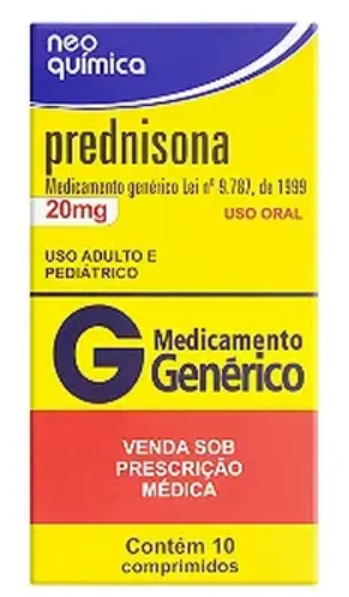 neo
química
prednisona
Medicamento genérico Lei nº 9.787, de 1999
20mg
USO ORAL
USO ADULTO E
PEDIÁTRICO
G Medicamento
Genérico
VENDA SOB
PRESCRIÇÃO
MÉDICA
Contém 10
comprimidos